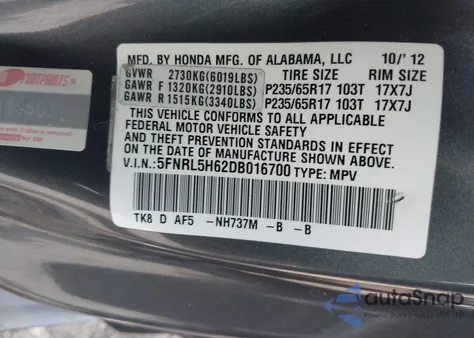 MFD. BY HONDA MFG. OF ALABAMA, LLC 10/'12
GVWR 2730KG(6019LBS) TIRE SIZE RIM SIZE
GAWR F 1320KG(2910LBS) P235/65R17 103T 17X7J
GAWR R 1515KG(3340LBS) P235/65R17 103T 17X7J
THIS VEHICLE CONFORMS TO ALL APPLICABLE
FEDERAL MOTOR VEHICLE SAFETY AND
THEFT PREVENTION STANDARDS IN EFFECT ON
THE DATE OF MANUFACTURE SHOWN ABOVE.
V.I.N:5FNRL5H62DB016700 TYPE: MPV
TK8 D AF5 -NH737M -B -B
autoSnap